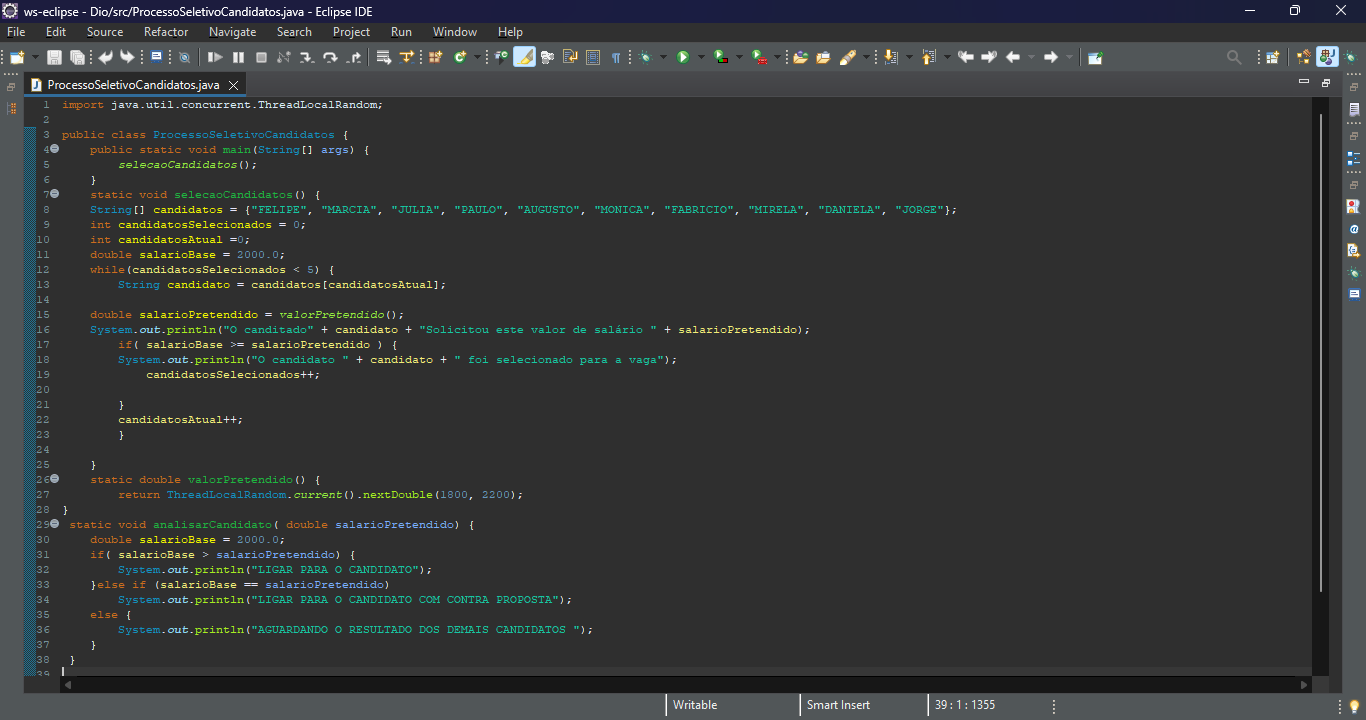 ws-eclipse - Dio/src/ProcessoSeletivoCandidatos.java - Eclipse IDE
File Edit Source Refactor Navigate Search Project Run Window Help
ProcessoSeletivoCandidatos.java
1 import java.util.concurrent.ThreadLocalRandom;
2
3 public class ProcessoSeletivoCandidatos {
4 public static void main(String[] args) {
5 selecaoCandidatos();
6 }
7 static void selecaoCandidatos() {
8 String[] candidatos = {"FELIPE", "MARCIA", "JULIA", "PAULO", "AUGUSTO", "MONICA", "FABRICIO", "MIRELA", "DANIELA", "JORGE"};
9 int candidatosSelecionados = 0;
10 int candidatosAtual =0;
11 double salarioBase = 2000.0;
12 while(candidatosSelecionados < 5) {
13 String candidato = candidatos[candidatosAtual];
14
15 double salarioPretendido = valorPretendido();
16 System.out.println("O canditado" + candidato + "Solicitou este valor de salário " + salarioPretendido);
17 if( salarioBase >= salarioPretendido ) {
18 System.out.println("O candidato " + candidato + " foi selecionado para a vaga");
19 candidatosSelecionados++;
20
21 }
22 candidatosAtual++;
23 }
24
25 }
26 static double valorPretendido() {
27 return ThreadLocalRandom.current().nextDouble(1800, 2200);
28 }
29 static void analisarCandidato( double salarioPretendido) {
30 double salarioBase = 2000.0;
31 if( salarioBase > salarioPretendido) {
32 System.out.println("LIGAR PARA O CANDIDATO");
33 }else if (salarioBase == salarioPretendido)
34 System.out.println("LIGAR PARA O CANDIDATO COM CONTRA PROPOSTA");
35 else {
36 System.out.println("AGUARDANDO O RESULTADO DOS DEMAIS CANDIDATOS ");
37 }
38 }
39
Writable Smart Insert 39 : 1 : 1355